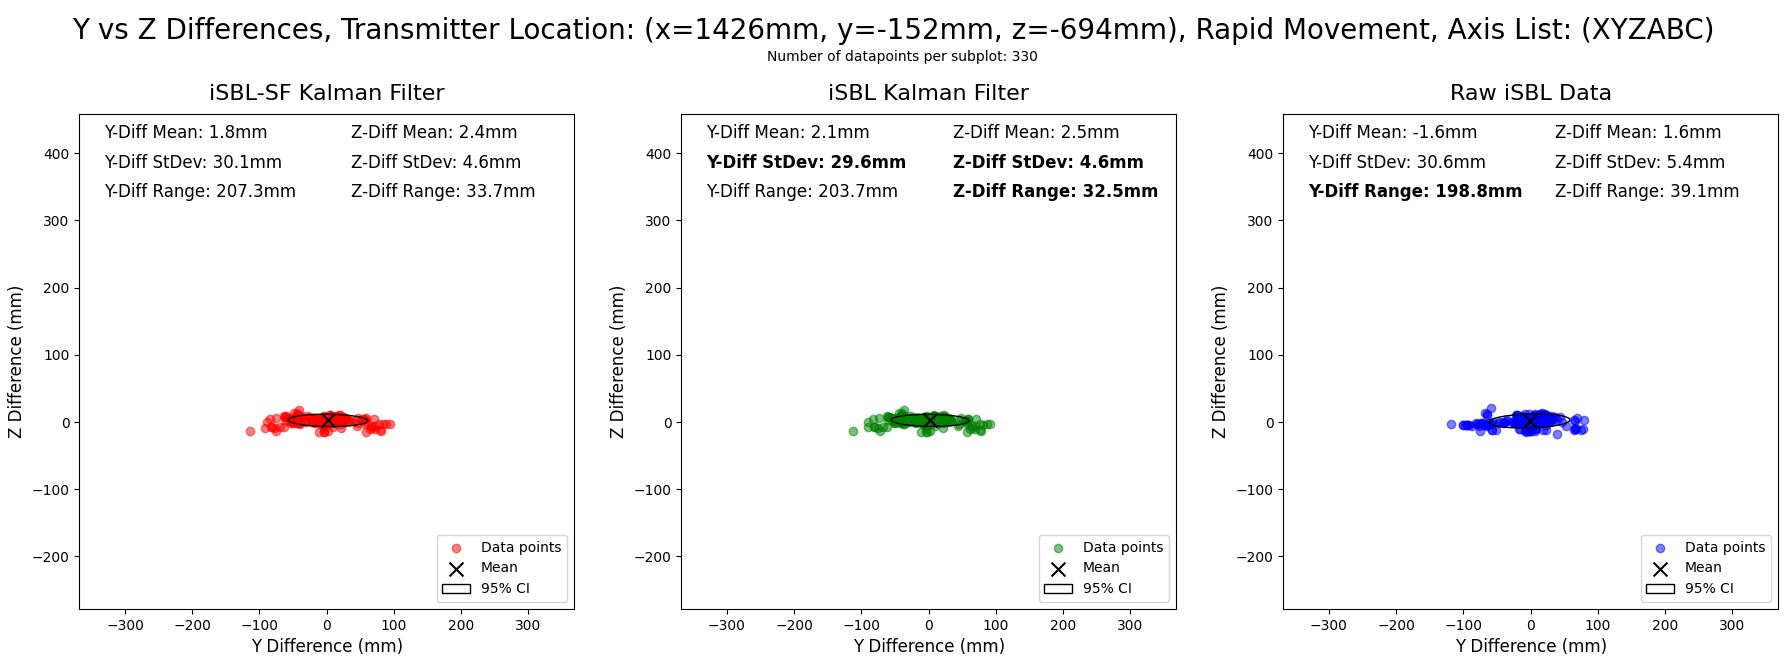 Y vs Z Differences, Transmitter Location: (x=1426mm, y=-152mm, z=-694mm), Rapid Movement, Axis List: (XYZABC)
Number of datapoints per subplot: 330
iSBL-SF Kalman Filter
Y-Diff Mean: 1.8mm Z-Diff Mean: 2.4mm
Y-Diff StDev: 30.1mm Z-Diff StDev: 4.6mm
Y-Diff Range: 207.3mm Z-Diff Range: 33.7mm
400
300
200
100
0
−100
−200
Z Difference (mm)
Data points
Mean
95% CI
−300 −200 −100 0 100 200 300
Y Difference (mm)
iSBL Kalman Filter
Y-Diff Mean: 2.1mm Z-Diff Mean: 2.5mm
Y-Diff StDev: 29.6mm Z-Diff StDev: 4.6mm
Y-Diff Range: 203.7mm Z-Diff Range: 32.5mm
400
300
200
100
0
−100
−200
Z Difference (mm)
Data points
Mean
95% CI
−300 −200 −100 0 100 200 300
Y Difference (mm)
Raw iSBL Data
Y-Diff Mean: -1.6mm Z-Diff Mean: 1.6mm
Y-Diff StDev: 30.6mm Z-Diff StDev: 5.4mm
Y-Diff Range: 198.8mm Z-Diff Range: 39.1mm
400
300
200
100
0
−100
−200
Z Difference (mm)
Data points
Mean
95% CI
−300 −200 −100 0 100 200 300
Y Difference (mm)